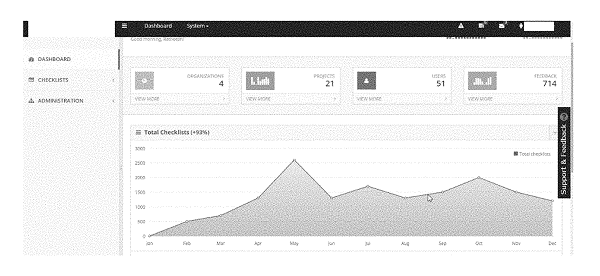 Dashboard System
Good morning,
DASHBOARD
CHECKLISTS
ADMINISTRATION
ORGANIZATIONS
4
VIEW MORE
PROJECTS
21
VIEW MORE
USERS
51
VIEW MORE
FEEDBACK
714
VIEW MORE
Total Checklists (+93%)
Total checklists
3000
2500
2000
1500
1000
500
0
Jan Feb Mar Apr May Jun Jul Aug Sep Oct Nov Dec
Support & Feedback